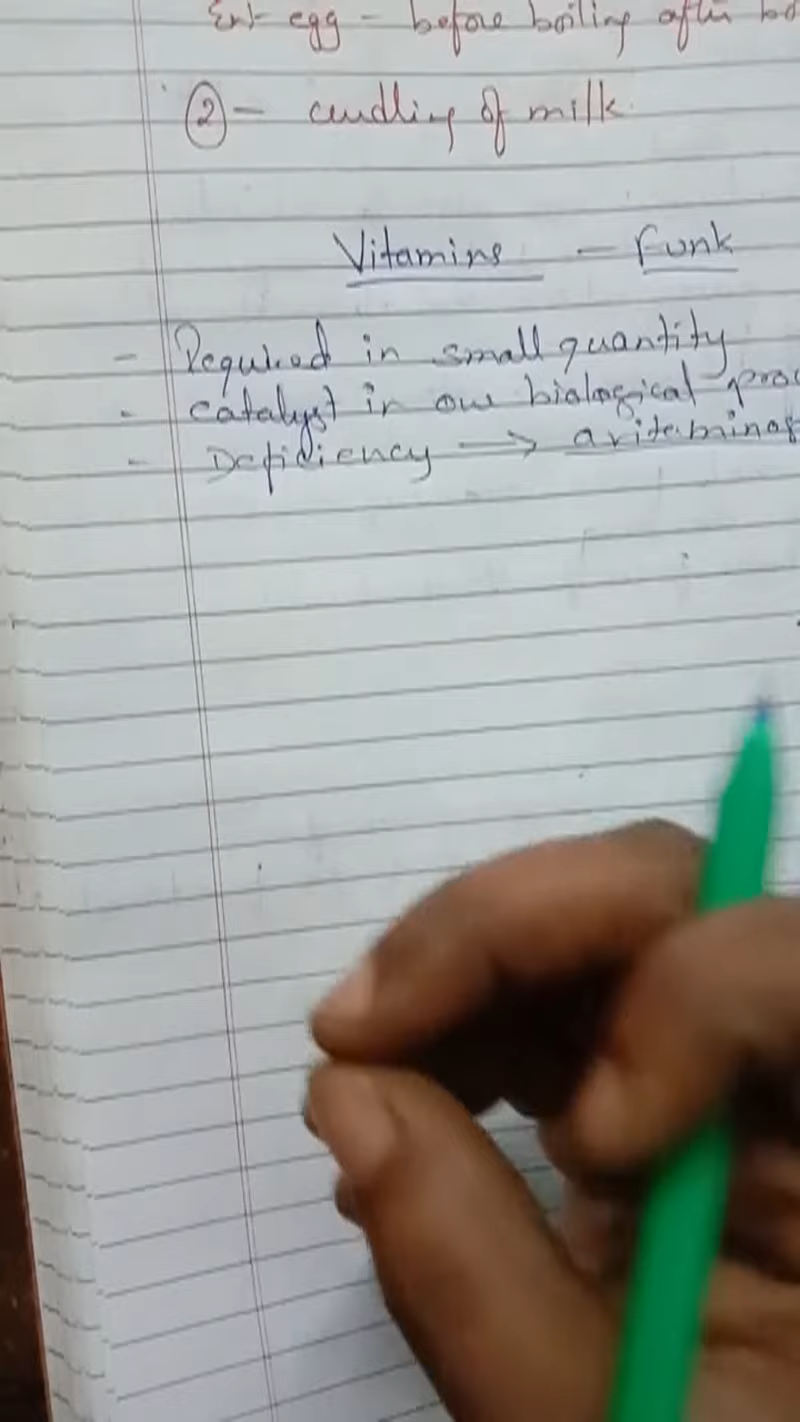 egg - before boiling after
② - curdling of milk.
Vitamins - Funk
- Required in small quantity
- catalyst in our biological
- Deficiency → avitaminos